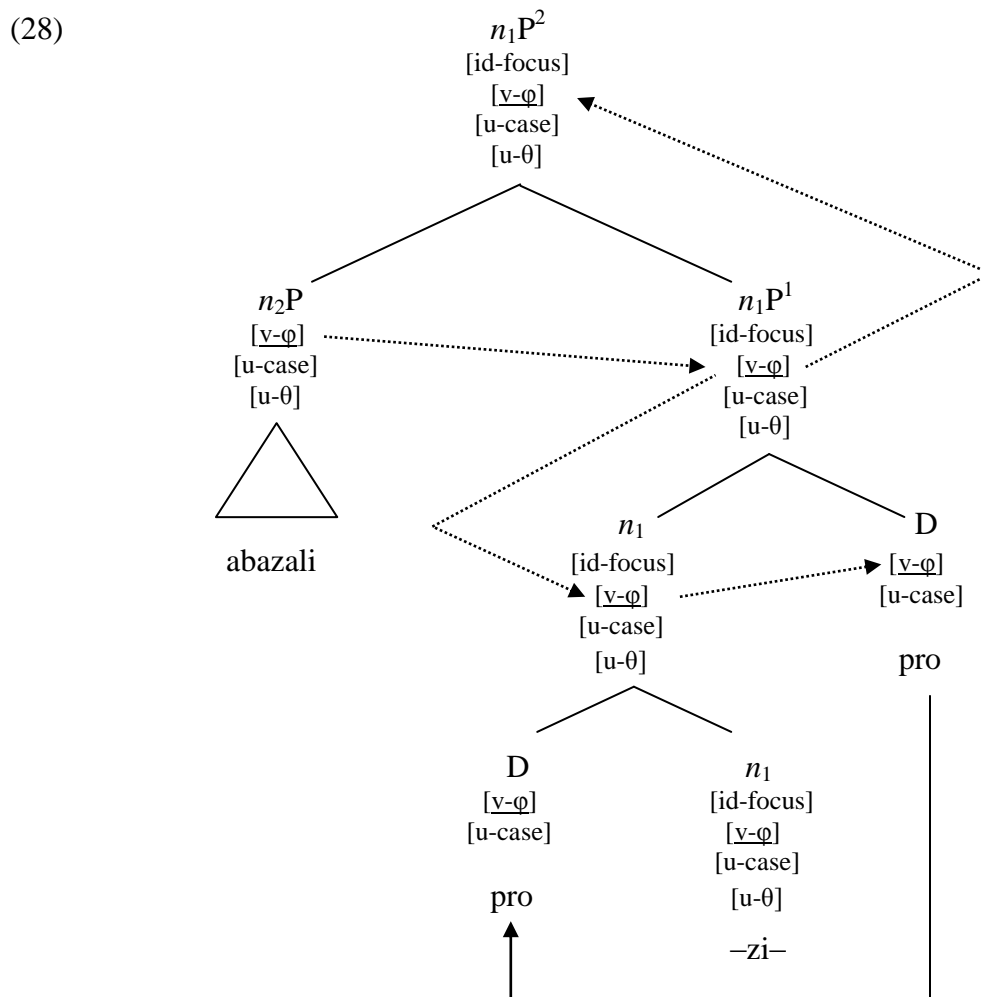 (28)
n₁P²
[id-focus]
[v-φ]
[u-case]
[u-θ]
n₂P n₁P¹
[v-φ] [id-focus]
[u-case] [v-φ]
[u-θ] [u-case]
[u-θ]
abazali
n₁ D
[id-focus] [v-φ]
[v-φ] [u-case]
[u-case]
[u-θ] pro
D n₁
[v-φ] [id-focus]
[u-case] [v-φ]
[u-case]
pro [u-θ]
–zi–